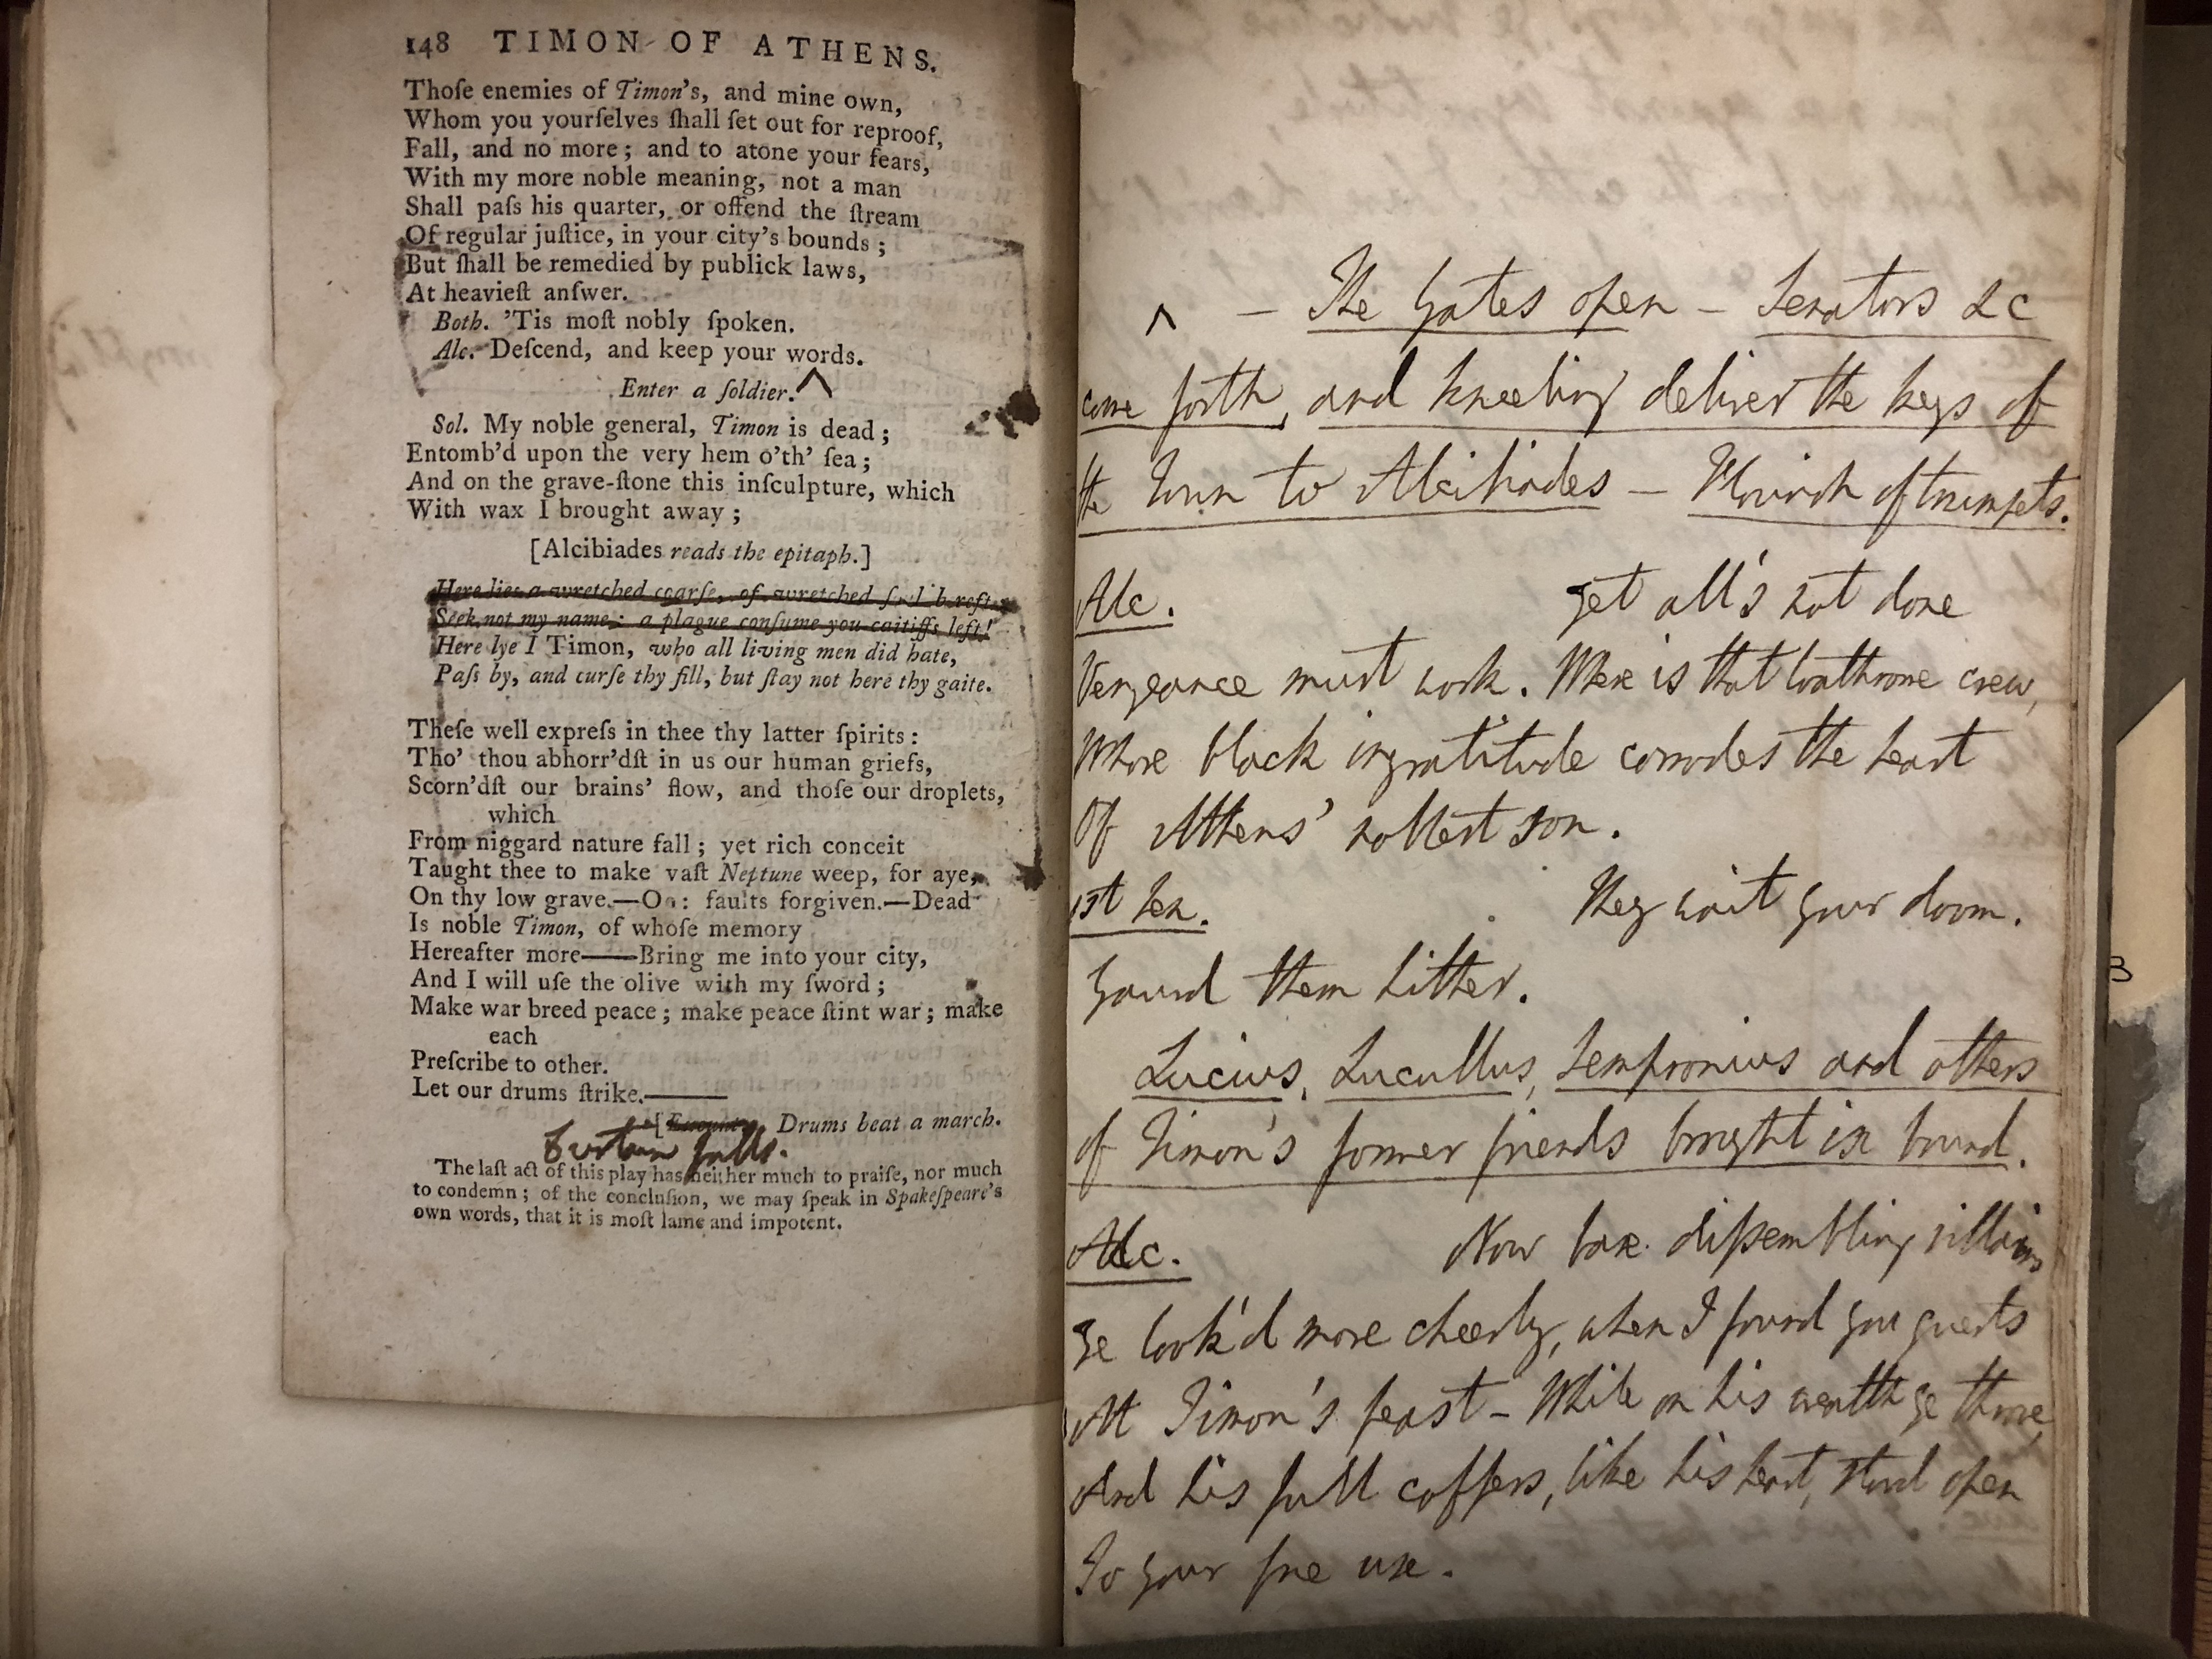 148 TIMON OF ATHENS.
Thoſe enemies of Timon's, and mine own,
Whom you yourſelves ſhall ſet out for reproof,
Fall, and no more; and to atone your fears,
With my more noble meaning, not a man
Shall paſs his quarter, or offend the ſtream
Of regular juſtice, in your city's bounds;
But ſhall be remedied by publick laws,
At heavieſt anſwer.
Both. 'Tis moſt nobly ſpoken.
Alc. Deſcend, and keep your words.
Enter a ſoldier. ^
Sol. My noble general, Timon is dead;
Entomb'd upon the very hem o'th' ſea;
And on the grave-ſtone this inſculpture, which
With wax I brought away;
[Alcibiades reads the epitaph.]
Here lies a wretched coarſe, of wretched ſoul bereft,
Seek not my name: a plague conſume you caitiffs left!
Here lye I Timon, who all living men did hate,
Paſs by, and curſe thy fill, but ſtay not here thy gaite.
Theſe well expreſs in thee thy latter ſpirits:
Tho' thou abhorr'dſt in us our human griefs,
Scorn'dſt our brains' flow, and thoſe our droplets,
which
From niggard nature fall; yet rich conceit
Taught thee to make vaſt Neptune weep, for aye,
On thy low grave.—On: faults forgiven.—Dead
Is noble Timon, of whoſe memory
Hereafter more——Bring me into your city,
And I will uſe the olive with my ſword;
Make war breed peace; make peace ſtint war; make
each
Preſcribe to other.
Let our drums ſtrike.——
[Exeunt. Drums beat a march.
Curtain falls.
The laſt act of this play has neither much to praiſe, nor much
to condemn; of the concluſion, we may ſpeak in Spakeſpeare's
own words, that it is moſt lame and impotent.
^ – The Gates open – Senators &c
come forth, and kneeling deliver the keys of
the Town to Alcibiades – Flourish of trumpets.
Alc. Yet all's not done
Vengeance must work. Where is that loathsome crew,
Whose black ingratitude corrodes the heart
Of Athens' noblest son.
1st Sen. They wait your doom.
Guard them hither.
Lucius, Lucullus, Sempronius and others
of Timon's former friends brought in bound.
Alc. Now base dissembling villains
Ye look'd more cheerly, when I found you guests
At Timon's feast – While on his wealth ye throve,
And his full coffers, like his heart, stood open
To your free use.
B